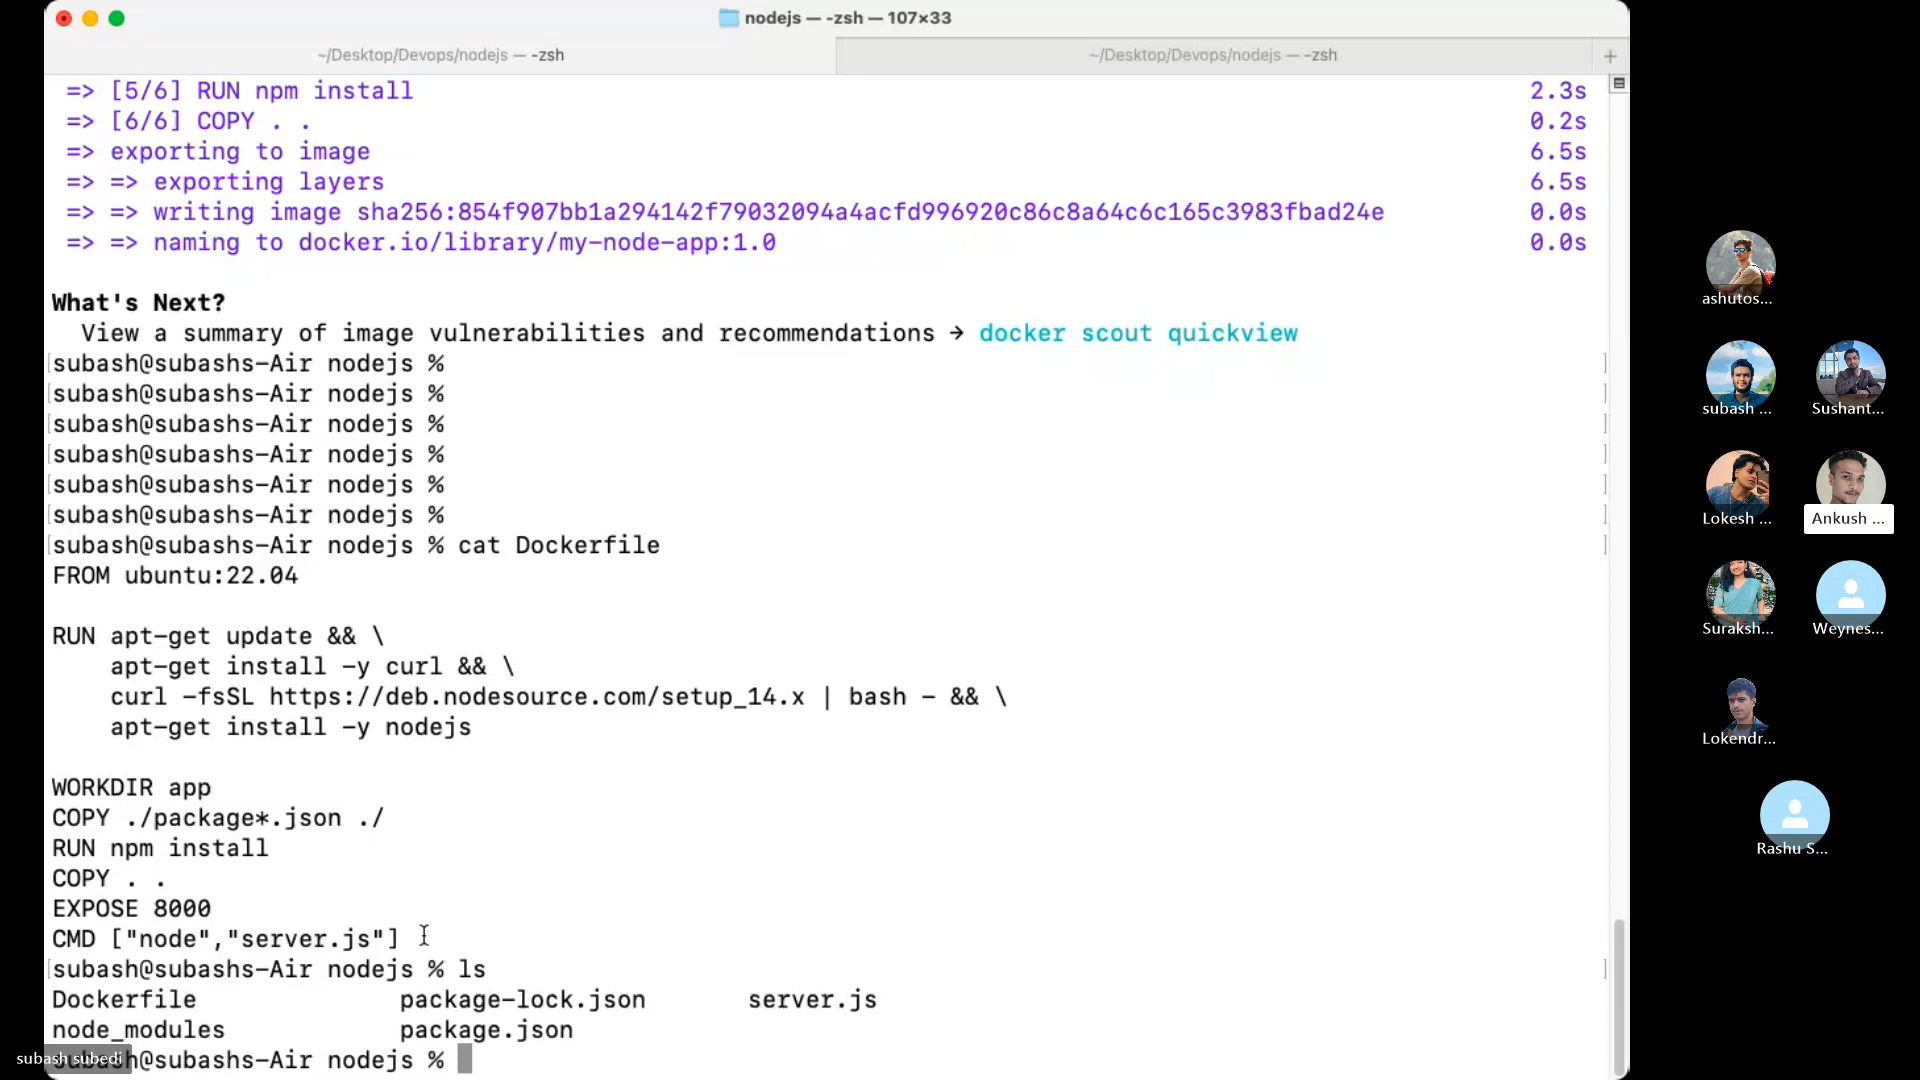 nodejs — -zsh — 107×33
~/Desktop/Devops/nodejs — -zsh
~/Desktop/Devops/nodejs — -zsh
=> [5/6] RUN npm install 2.3s
=> [6/6] COPY . . 0.2s
=> exporting to image 6.5s
=> => exporting layers 6.5s
=> => writing image sha256:854f907bb1a294142f79032094a4acfd996920c86c8a64c6c165c3983fbad24e 0.0s
=> => naming to docker.io/library/my-node-app:1.0 0.0s
What's Next?
View a summary of image vulnerabilities and recommendations → docker scout quickview
subash@subashs-Air nodejs %
subash@subashs-Air nodejs %
subash@subashs-Air nodejs %
subash@subashs-Air nodejs %
subash@subashs-Air nodejs %
subash@subashs-Air nodejs %
subash@subashs-Air nodejs % cat Dockerfile
FROM ubuntu:22.04
RUN apt-get update && \
apt-get install -y curl && \
curl -fsSL https://deb.nodesource.com/setup_14.x | bash - && \
apt-get install -y nodejs
WORKDIR app
COPY ./package*.json ./
RUN npm install
COPY . .
EXPOSE 8000
CMD ["node","server.js"]
subash@subashs-Air nodejs % ls
Dockerfile package-lock.json server.js
node_modules package.json
subash@subashs-Air nodejs %
subash subedi
ashutos...
subash ...
Sushant...
Lokesh ...
Ankush ...
Suraksh...
Weynes...
Lokendr...
Rashu S...